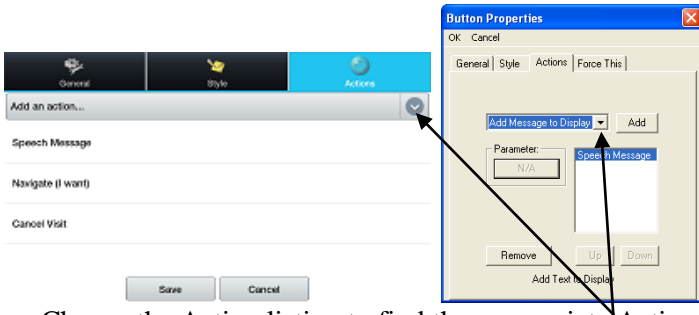 General Style Actions
Add an action...
Speech Message
Navigate (I want)
Cancel Visit
Save Cancel
Button Properties
OK Cancel
General Style Actions Force This
Add Message to Display Add
Parameter:
N/A
Speech Message
Remove Up Down
Add Text to Display